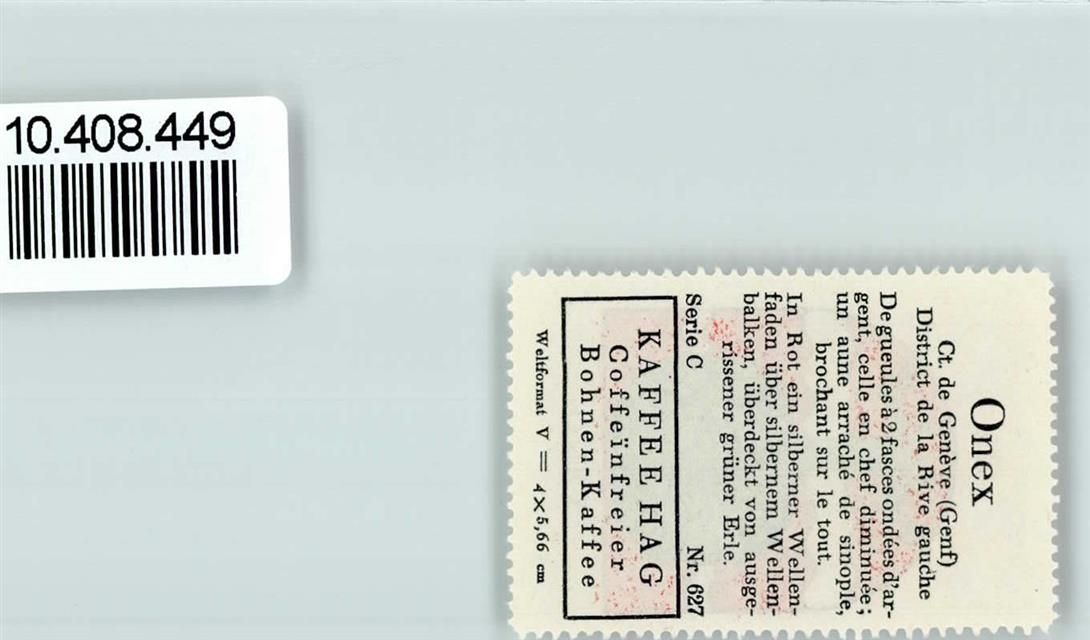 10.408.449
Onex
Ct. de Genève (Genf)
District de la Rive gauche
De gueules à 2 fasces ondées d'ar-
gent, celle en chef diminuée;
un aune arraché de sinople,
brochant sur le tout.
In Rot ein silberner Wellen-
faden über silbernem Wellen-
balken, überdeckt von ausge-
rissener grüner Erle.
Serie C Nr. 627
KAFFEE HAG
Coffeïnfreier
Bohnen-Kaffee
Weltformat V = 4×5,66 cm